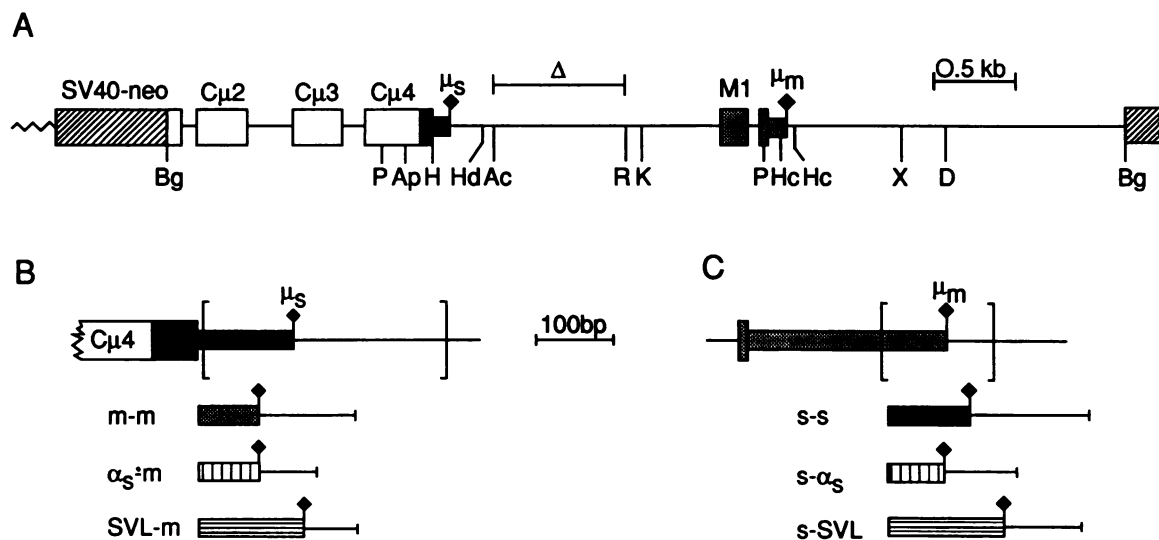 A
SV40-neo Cμ2 Cμ3 Cμ4 μs Δ M1 μm 0.5 kb
Bg P Ap H Hd Ac R K P Hc Hc X D Bg
B
C
μs
μm
Cμ4
100bp
m-m
s-s
αs-m
s-αs
SVL-m
s-SVL